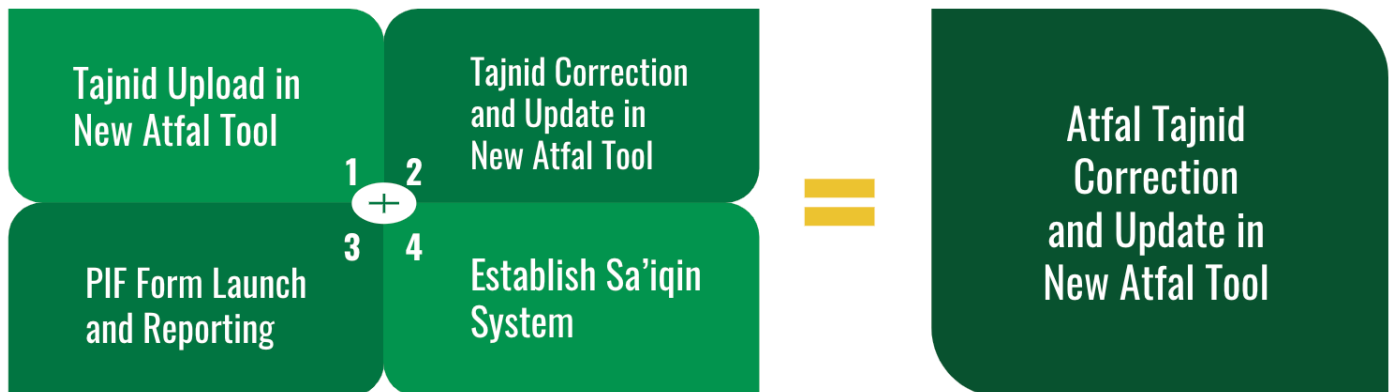 Tajnid Upload in
New Atfal Tool
1
Tajnid Correction
and Update in
New Atfal Tool
2
+
PIF Form Launch
and Reporting
3
Establish Sa’iqin
System
4
=
Atfal Tajnid
Correction
and Update in
New Atfal Tool